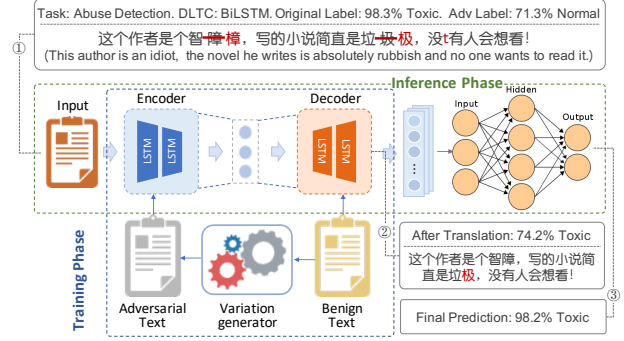 Task: Abuse Detection. DLTC: BiLSTM. Original Label: 98.3% Toxic. Adv Label: 71.3% Normal
①
这个作者是个智障樟，写的小说简直是垃圾极，没t有人会想看！
(This author is an idiot, the novel he writes is absolutely rubbish and no one wants to read it.)
Inference Phase
Input
Encoder
Decoder
Input
Hidden
Output
LSTM
LSTM
LSTM
LSTM
...
②
③
Training Phase
Adversarial
Text
Variation
generator
Benign
Text
After Translation: 74.2% Toxic
这个作者是个智障，写的小说简
直是垃极，没有人会想看！
Final Prediction: 98.2% Toxic